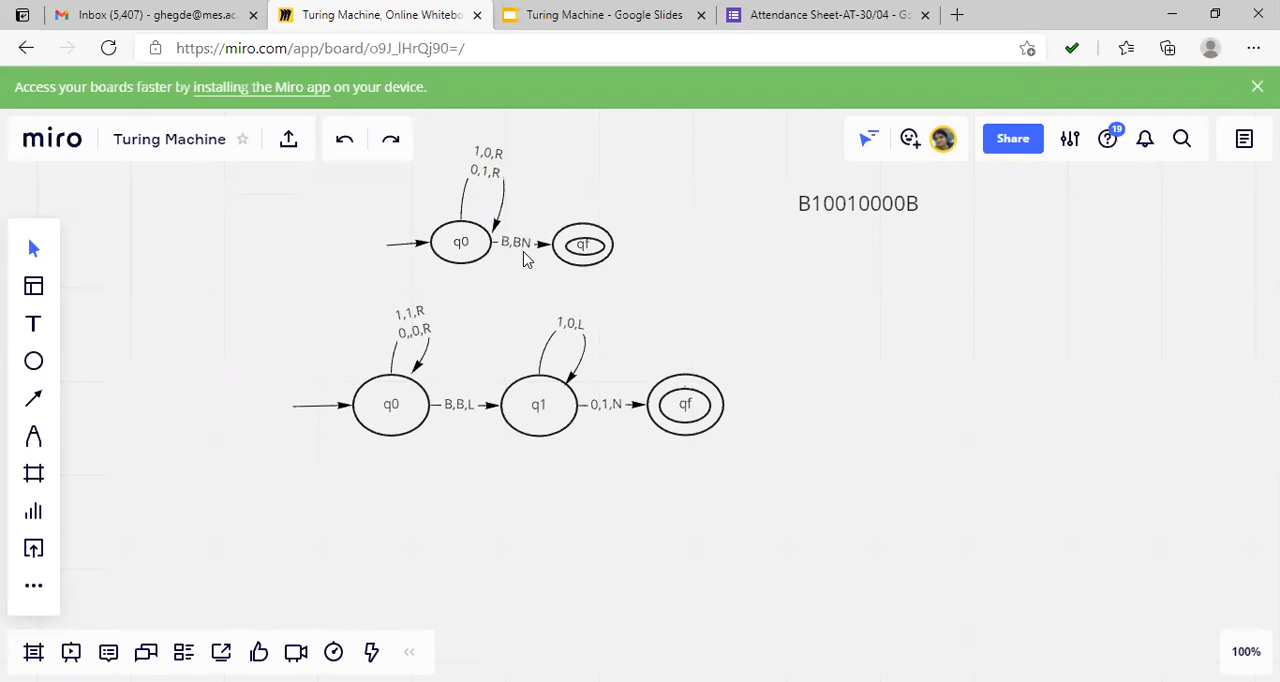 Inbox (5,407) - ghegde@mes.ac.
Turing Machine, Online Whitebo
Turing Machine - Google Slides
Attendance Sheet-AT-30/04 - Go
https://miro.com/app/board/o9J_lHrQj90=/
Access your boards faster by installing the Miro app on your device.
miro
Turing Machine
Share
19
1,0,R
0,1,R
q0
B,BN
qf
B10010000B
1,1,R
0,,0,R
1,0,L
q0
B,B,L
q1
0,1,N
qf
T
100%